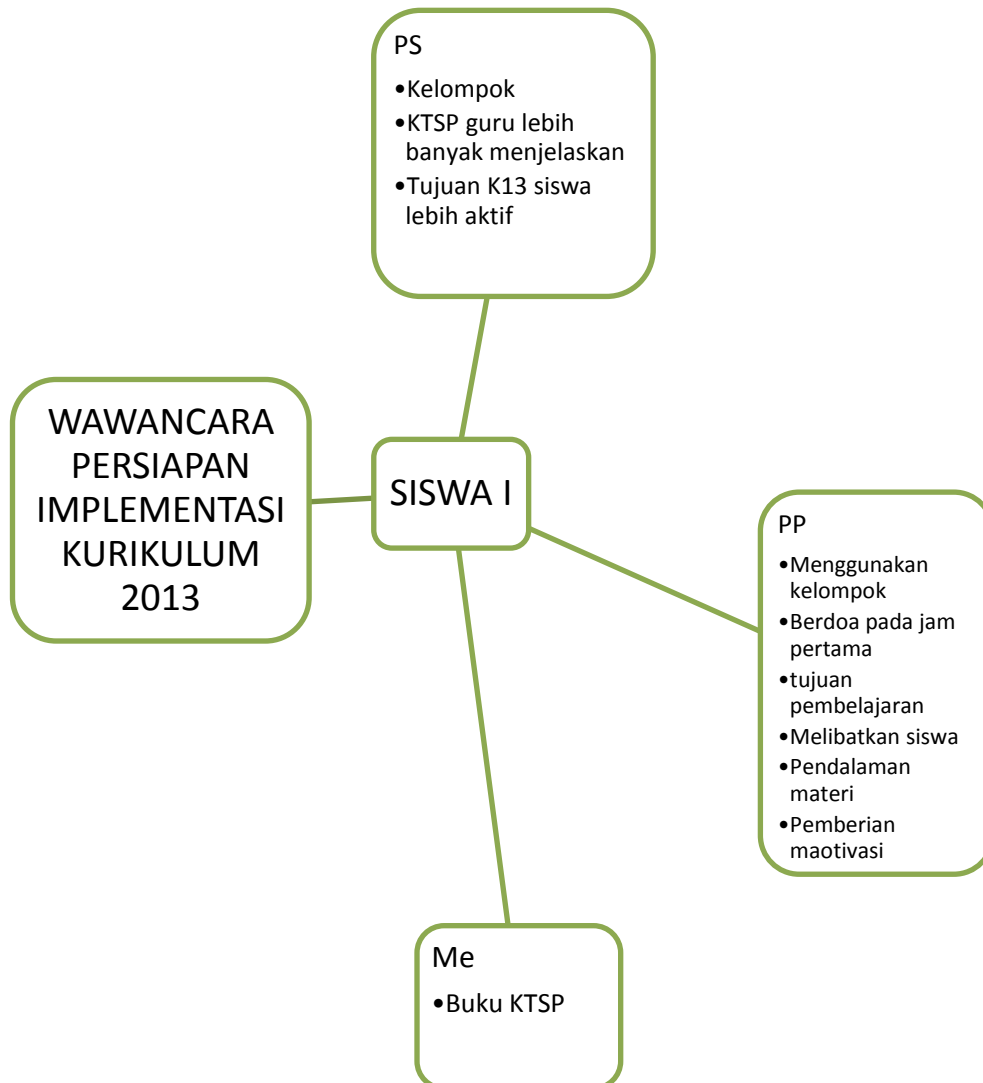 PS
•Kelompok
•KTSP guru lebih
banyak menjelaskan
•Tujuan K13 siswa
lebih aktif
WAWANCARA
PERSIAPAN
IMPLEMENTASI
KURIKULUM
2013
SISWA I
PP
•Menggunakan
kelompok
•Berdoa pada jam
pertama
•tujuan
pembelajaran
•Melibatkan siswa
•Pendalaman
materi
•Pemberian
maotivasi
Me
•Buku KTSP